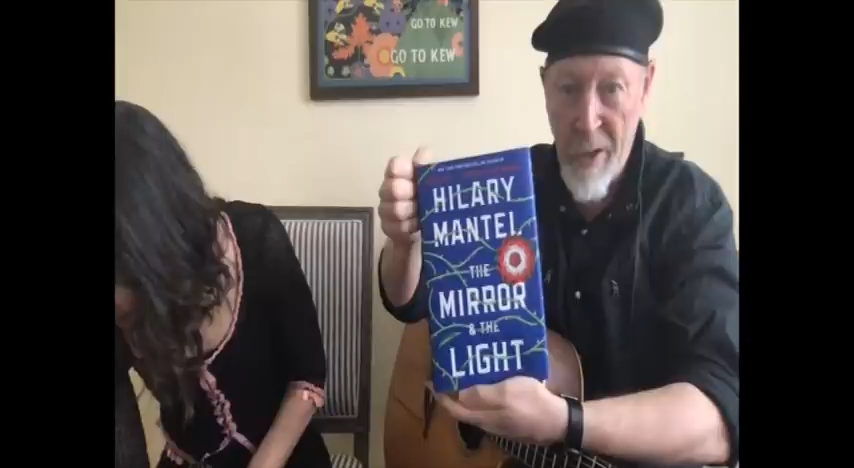 GO TO KEW
GO TO KEW
HILARY
MANTEL
THE
MIRROR
& THE
LIGHT